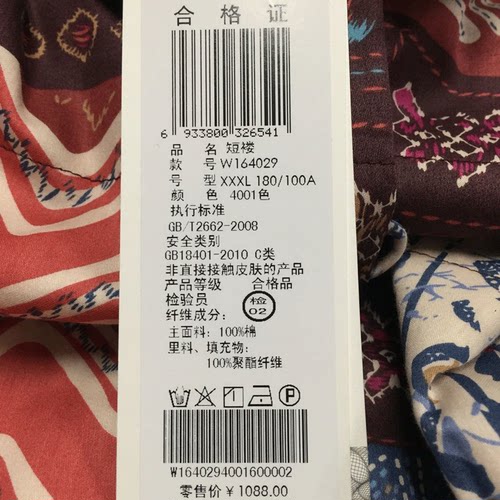 合格证
6 933800 326541
品 名 短褛
款 号 W164029
号 型 XXXL 180/100A
颜 色 4001色
执行标准
GB/T2662-2008
安全类别
GB18401-2010 C类
非直接接触皮肤的产品
产品等级 合格品
检验员 检02
纤维成分:
主面料: 100%棉
里料、填充物:
100%聚酯纤维
W1640294001600002
零售价: ¥1088.00